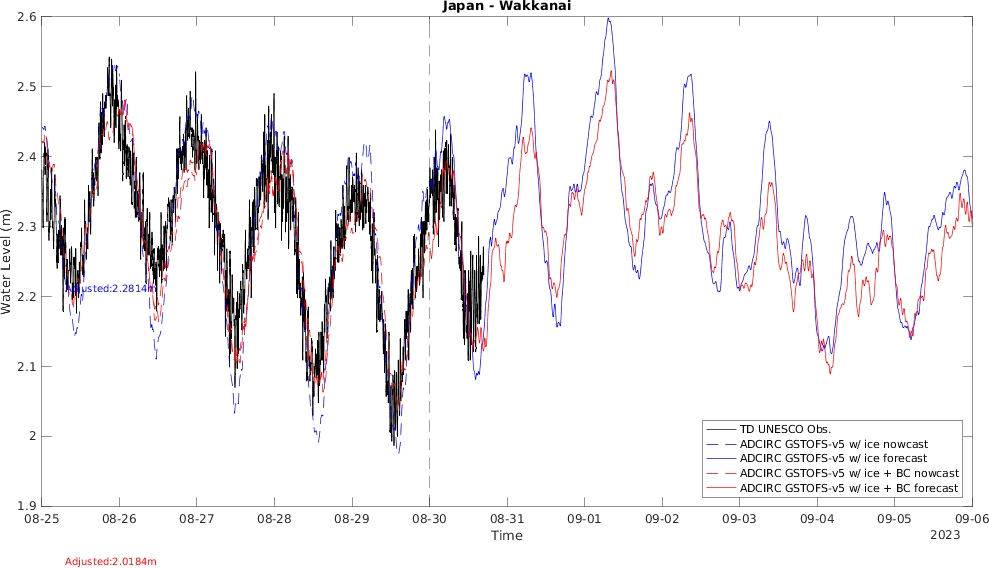 Japan - Wakkanai
2.6
2.5
2.4
2.3
2.2
2.1
2
1.9
Water Level (m)
Adjusted:2.2814m
TD UNESCO Obs.
ADCIRC GSTOFS-v5 w/ ice nowcast
ADCIRC GSTOFS-v5 w/ ice forecast
ADCIRC GSTOFS-v5 w/ ice + BC nowcast
ADCIRC GSTOFS-v5 w/ ice + BC forecast
08-25 08-26 08-27 08-28 08-29 08-30 08-31 09-01 09-02 09-03 09-04 09-05 09-06
Time
2023
Adjusted:2.0184m